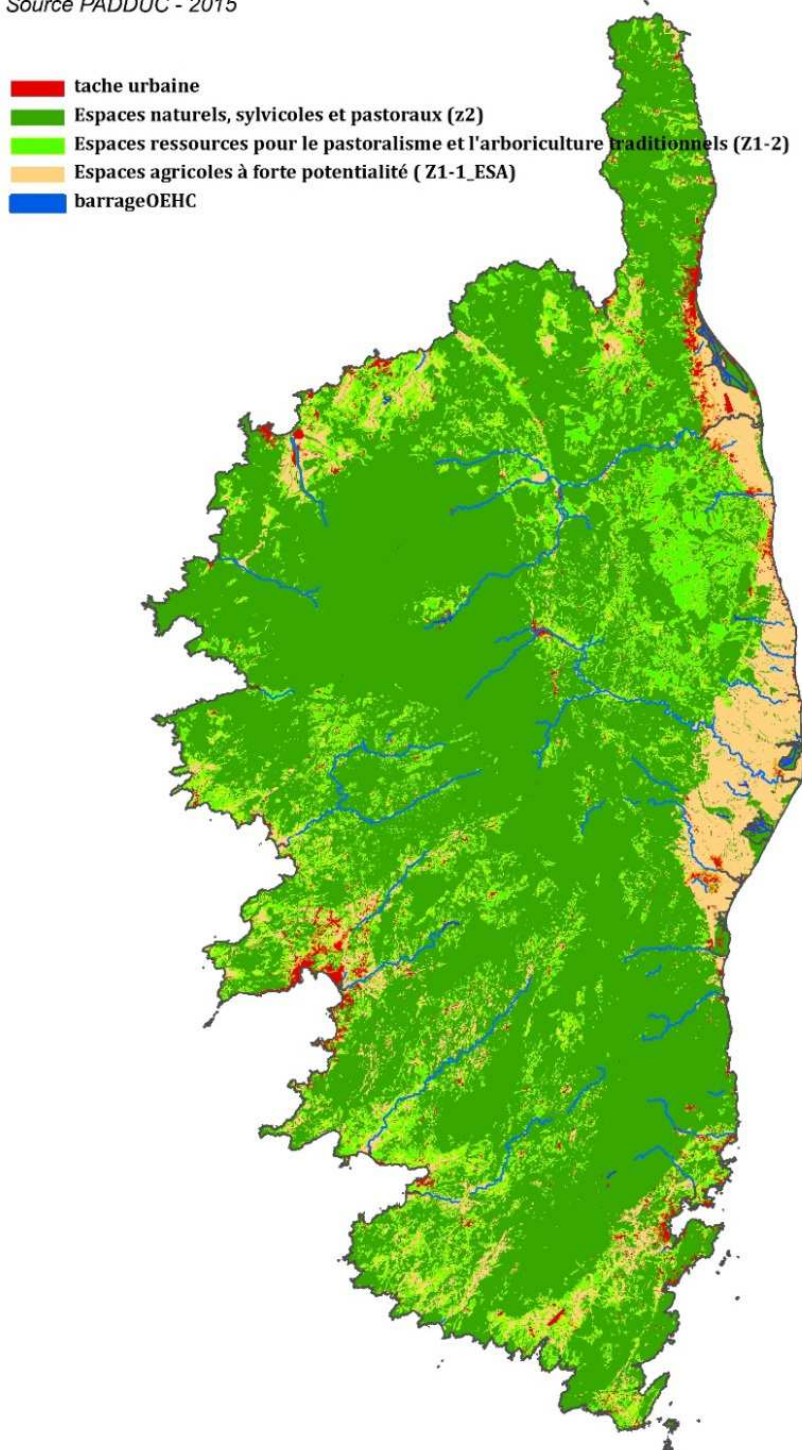 Source PADDUC - 2015
tache urbaine
Espaces naturels, sylvicoles et pastoraux (z2)
Espaces ressources pour le pastoralisme et l'arboriculture traditionnels (Z1-2)
Espaces agricoles à forte potentialité ( Z1-1_ESA)
barrageOEHC